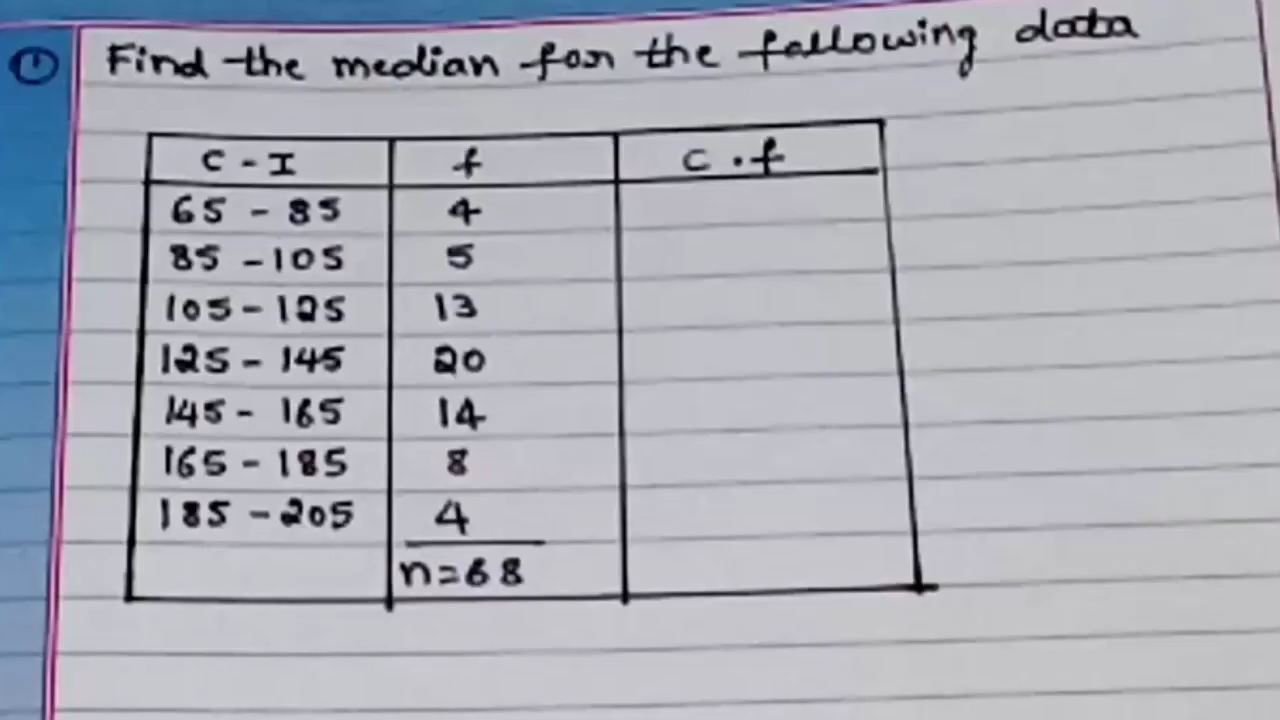 1 Find the median for the following data
C - I f C.f
65 - 85 4
85 - 105 5
105 - 125 13
125 - 145 20
145 - 165 14
165 - 185 8
185 - 205 4
n=68